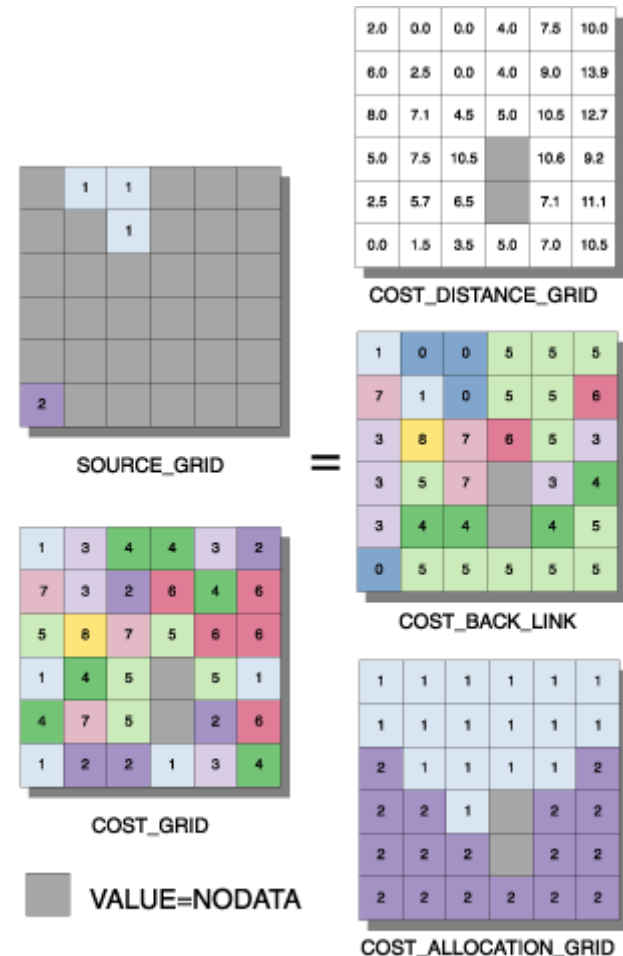 2.0 0.0 0.0 4.0 7.5 10.0
6.0 2.5 0.0 4.0 9.0 13.9
8.0 7.1 4.5 5.0 10.5 12.7
5.0 7.5 10.5 10.6 9.2
2.5 5.7 6.5 7.1 11.1
0.0 1.5 3.5 5.0 7.0 10.5
COST_DISTANCE_GRID
1 1
1
2
SOURCE_GRID
=
1 0 0 5 5 5
7 1 0 5 5 6
3 8 7 6 5 3
3 5 7 3 4
3 4 4 4 5
0 5 5 5 5 5
COST_BACK_LINK
1 3 4 4 3 2
7 3 2 6 4 6
5 8 7 5 6 6
1 4 5 5 1
4 7 5 2 6
1 2 2 1 3 4
COST_GRID
1 1 1 1 1 1
1 1 1 1 1 1
2 1 1 1 1 2
2 2 1 2 2
2 2 2 2 2
2 2 2 2 2 2
COST_ALLOCATION_GRID
VALUE=NODATA